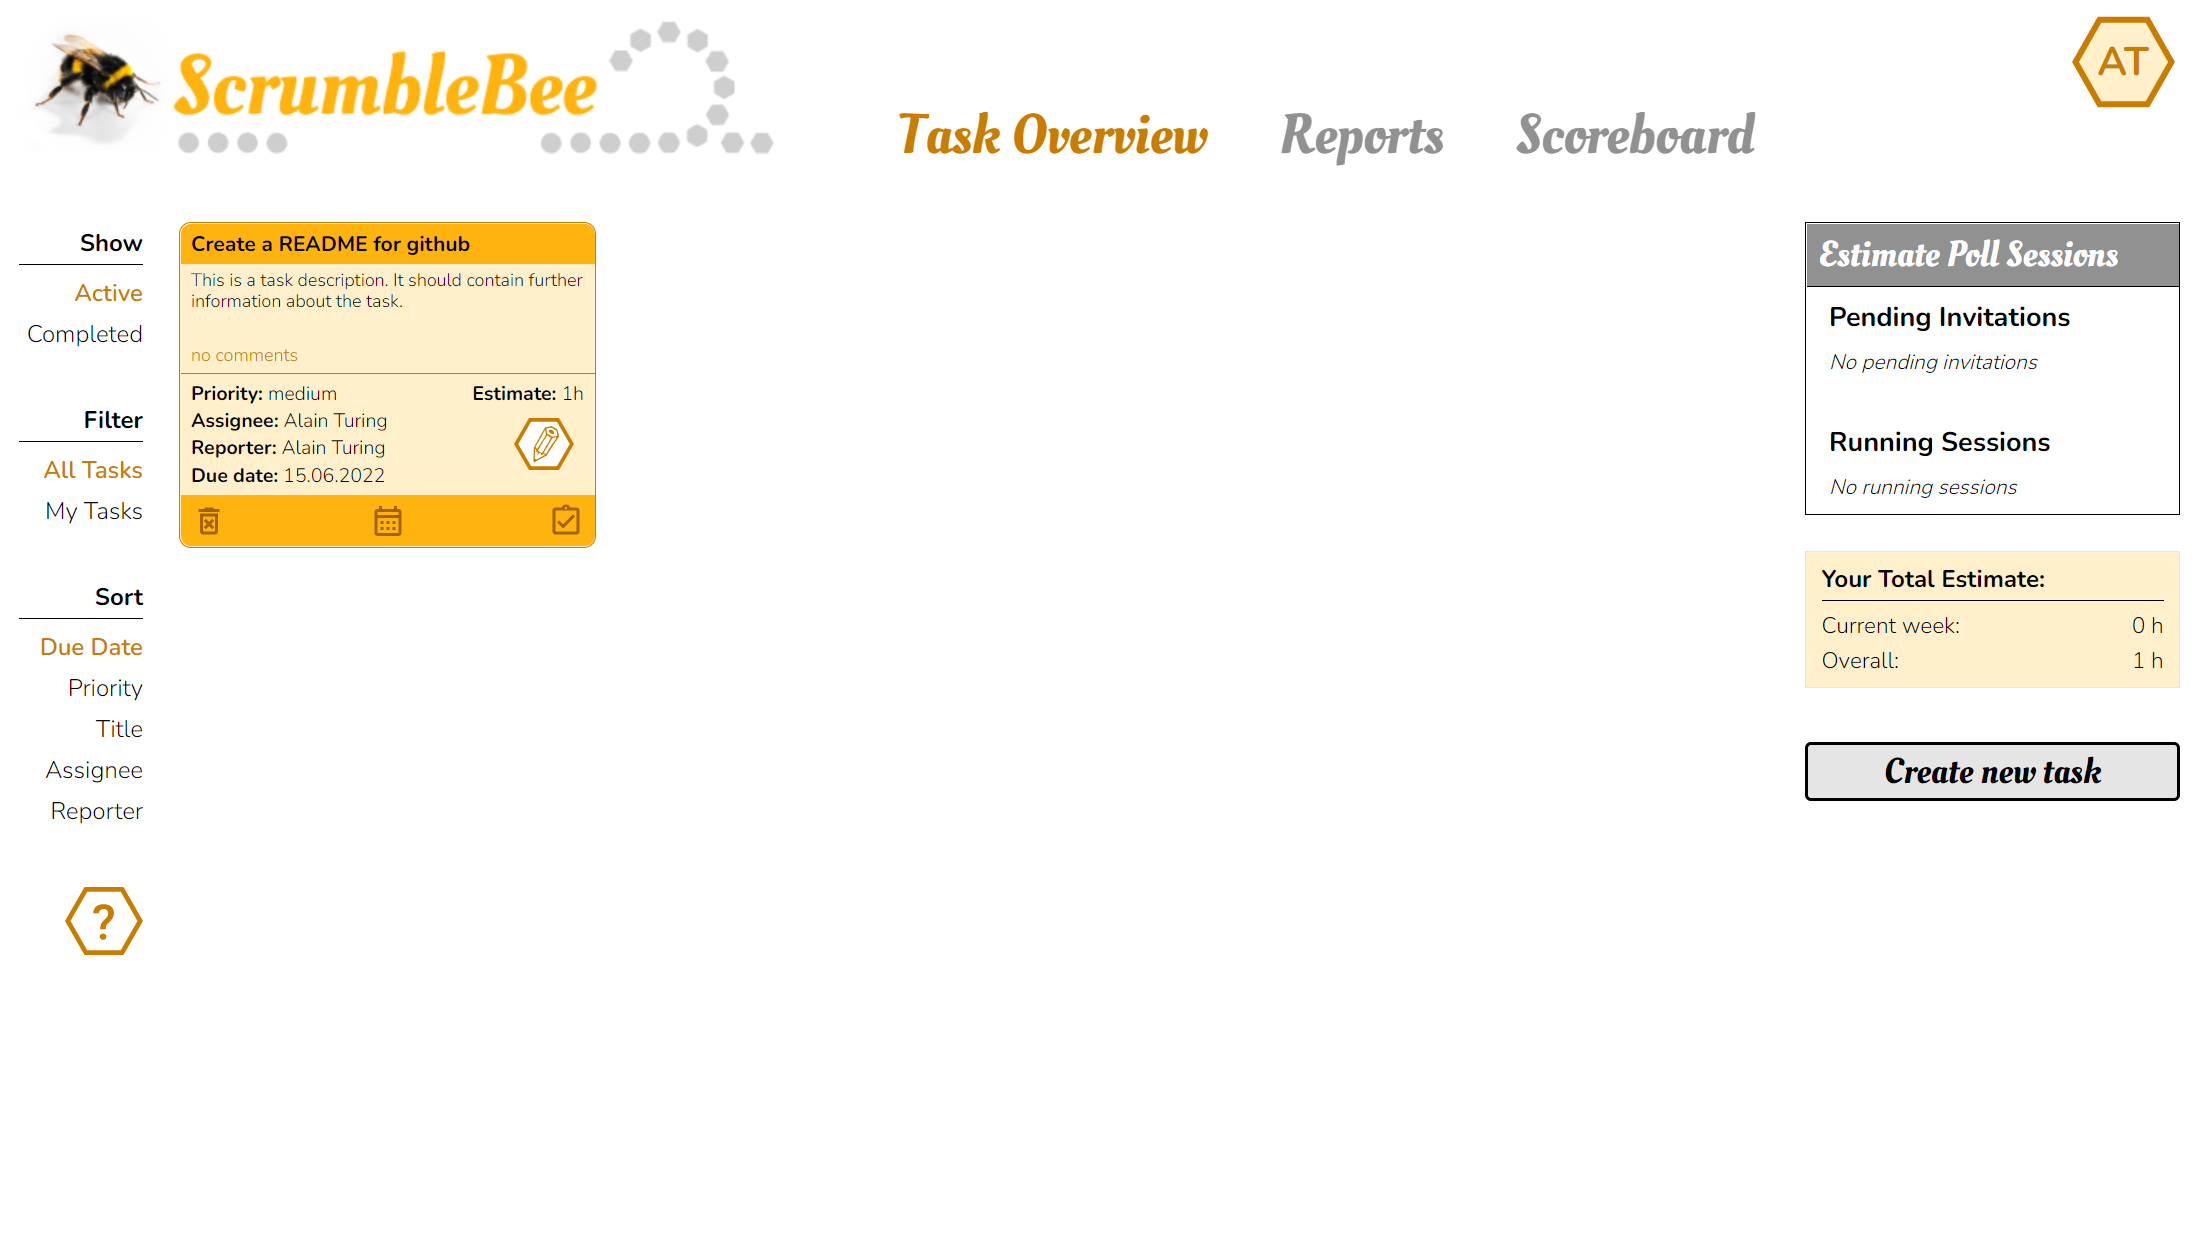 ScrumbleBee
AT
Task Overview
Reports
Scoreboard
Show
Active
Completed
Filter
All Tasks
My Tasks
Sort
Due Date
Priority
Title
Assignee
Reporter
?
Create a README for github
This is a task description. It should contain further
information about the task.
no comments
Priority: medium
Estimate: 1h
Assignee: Alain Turing
Reporter: Alain Turing
Due date: 15.06.2022
Estimate Poll Sessions
Pending Invitations
No pending invitations
Running Sessions
No running sessions
Your Total Estimate:
Current week: 0 h
Overall: 1 h
Create new task